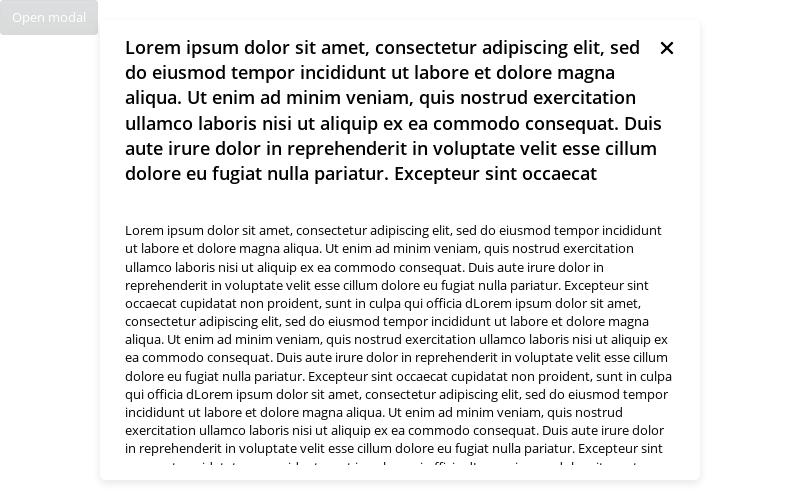 Open modal
Lorem ipsum dolor sit amet, consectetur adipiscing elit, sed
do eiusmod tempor incididunt ut labore et dolore magna
aliqua. Ut enim ad minim veniam, quis nostrud exercitation
ullamco laboris nisi ut aliquip ex ea commodo consequat. Duis
aute irure dolor in reprehenderit in voluptate velit esse cillum
dolore eu fugiat nulla pariatur. Excepteur sint occaecat
Lorem ipsum dolor sit amet, consectetur adipiscing elit, sed do eiusmod tempor incididunt
ut labore et dolore magna aliqua. Ut enim ad minim veniam, quis nostrud exercitation
ullamco laboris nisi ut aliquip ex ea commodo consequat. Duis aute irure dolor in
reprehenderit in voluptate velit esse cillum dolore eu fugiat nulla pariatur. Excepteur sint
occaecat cupidatat non proident, sunt in culpa qui officia dLorem ipsum dolor sit amet,
consectetur adipiscing elit, sed do eiusmod tempor incididunt ut labore et dolore magna
aliqua. Ut enim ad minim veniam, quis nostrud exercitation ullamco laboris nisi ut aliquip ex
ea commodo consequat. Duis aute irure dolor in reprehenderit in voluptate velit esse cillum
dolore eu fugiat nulla pariatur. Excepteur sint occaecat cupidatat non proident, sunt in culpa
qui officia dLorem ipsum dolor sit amet, consectetur adipiscing elit, sed do eiusmod tempor
incididunt ut labore et dolore magna aliqua. Ut enim ad minim veniam, quis nostrud
exercitation ullamco laboris nisi ut aliquip ex ea commodo consequat. Duis aute irure dolor
in reprehenderit in voluptate velit esse cillum dolore eu fugiat nulla pariatur. Excepteur sint